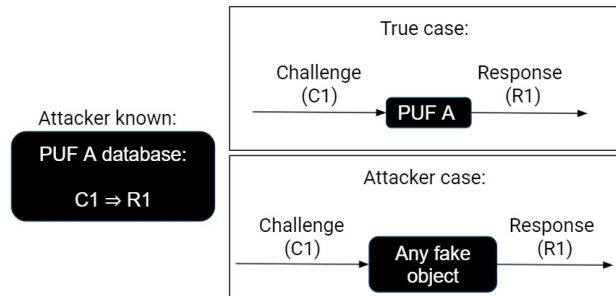 Attacker known:
PUF A database:
C1 ⇒ R1
True case:
Challenge
(C1)
PUF A
Response
(R1)
Attacker case:
Challenge
(C1)
Any fake
object
Response
(R1)